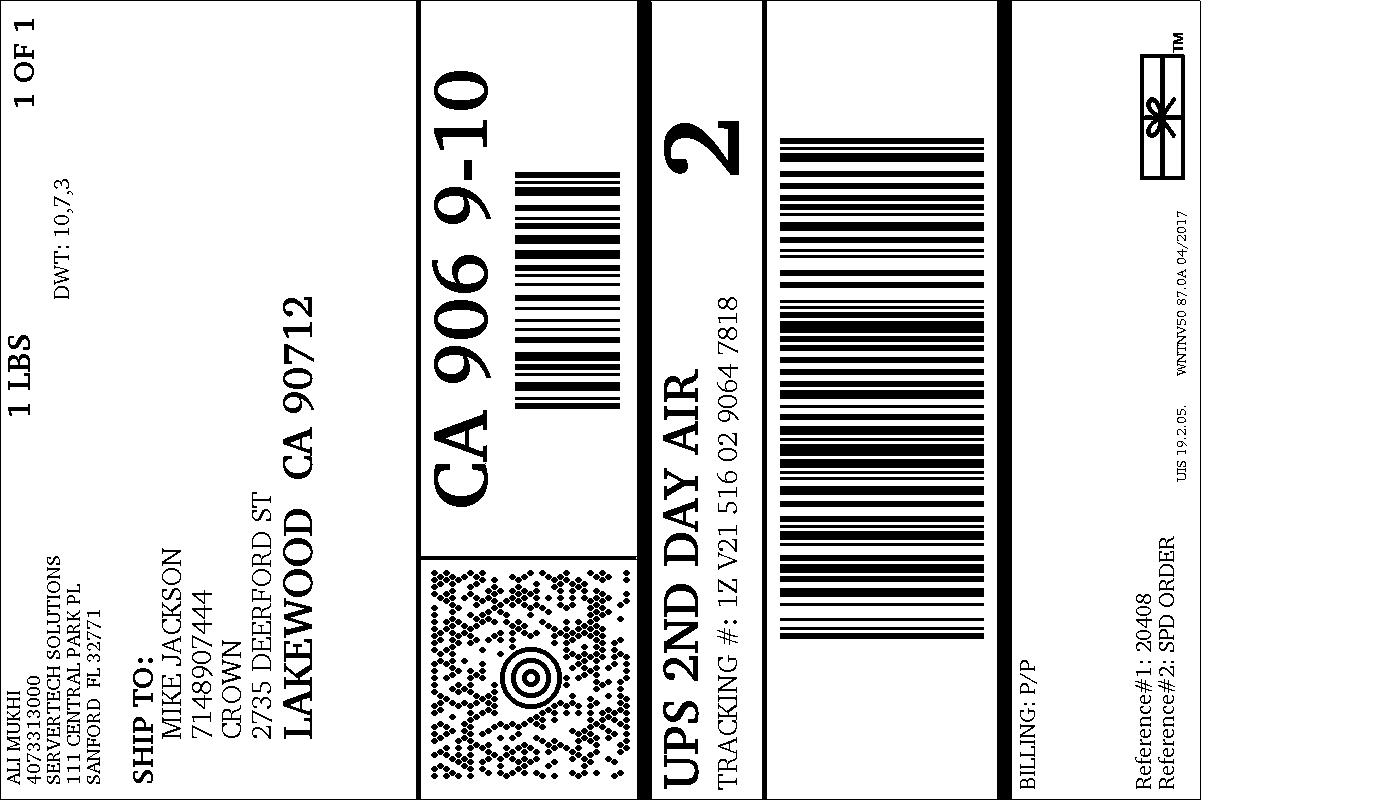 ALI MUKHI
4073313000
SERVERTECH SOLUTIONS
111 CENTRAL PARK PL
SANFORD FL 32771
1 LBS
1 OF 1
DWT: 10,7,3
SHIP TO:
MIKE JACKSON
7148907444
CROWN
2735 DEERFORD ST
LAKEWOOD CA 90712
CA 906 9-10
UPS 2ND DAY AIR
2
TRACKING #: 1Z V21 516 02 9064 7818
BILLING: P/P
Reference#1: 20408
Reference#2: SPD ORDER
UIS 19.2.05. WNTNV50 87.0A 04/2017
TM